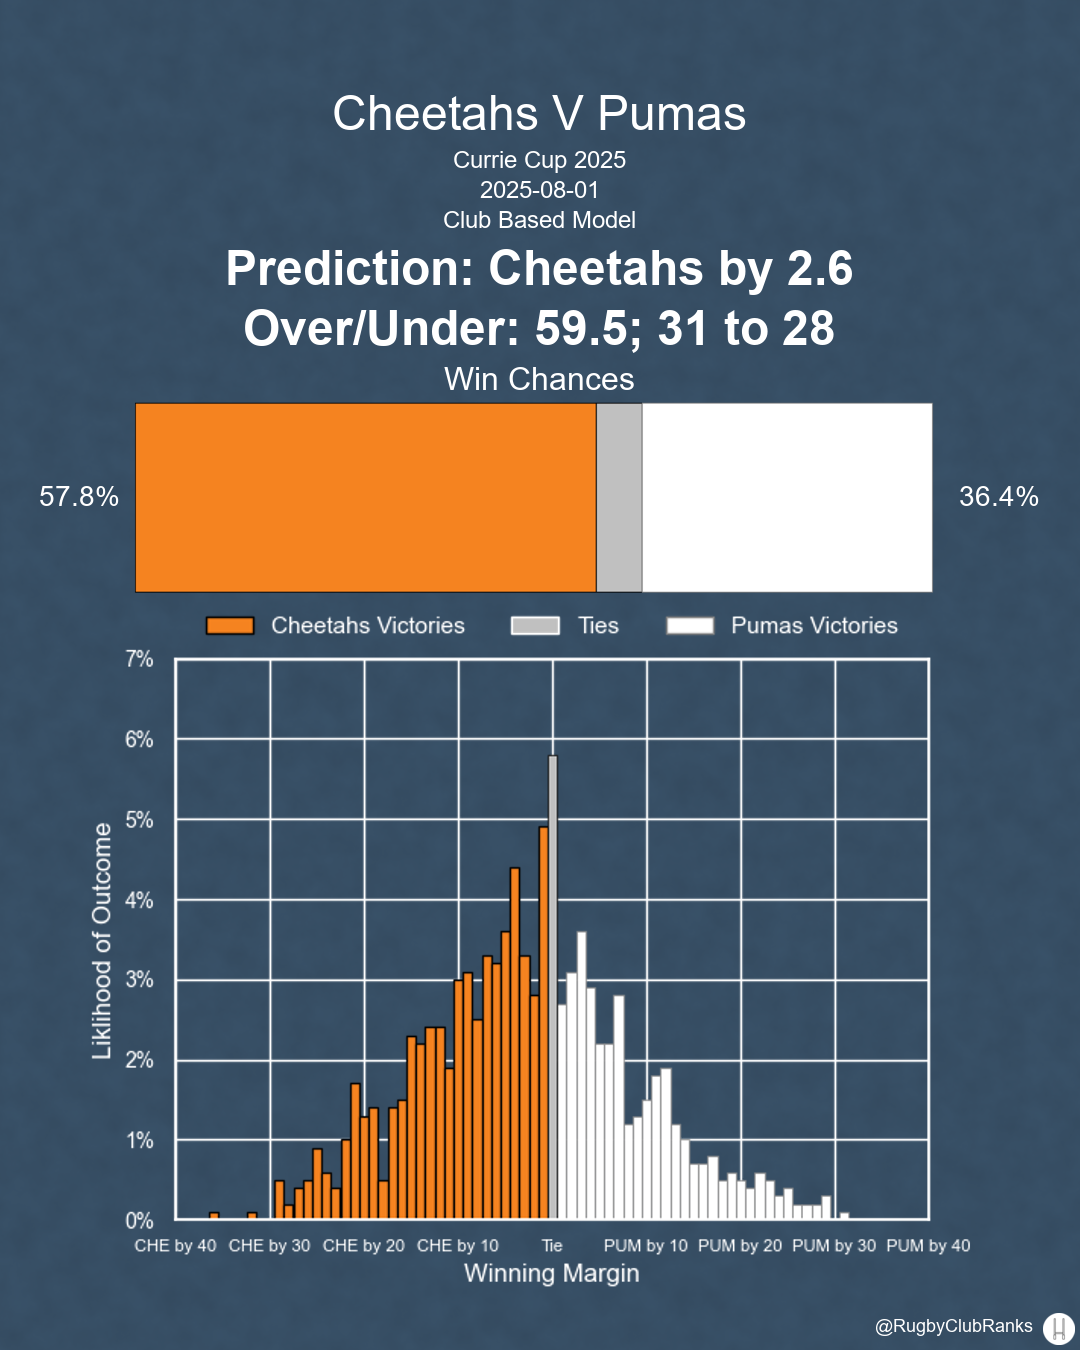 Cheetahs V Pumas
Currie Cup 2025
2025-08-01
Club Based Model
Prediction: Cheetahs by 2.6
Over/Under: 59.5; 31 to 28
Win Chances
57.8%
36.4%
Cheetahs Victories
Ties
Pumas Victories
7%
6%
5%
4%
3%
2%
1%
0%
Liklihood of Outcome
CHE by 40 CHE by 30 CHE by 20 CHE by 10 Tie PUM by 10 PUM by 20 PUM by 30 PUM by 40
Winning Margin
@RugbyClubRanks